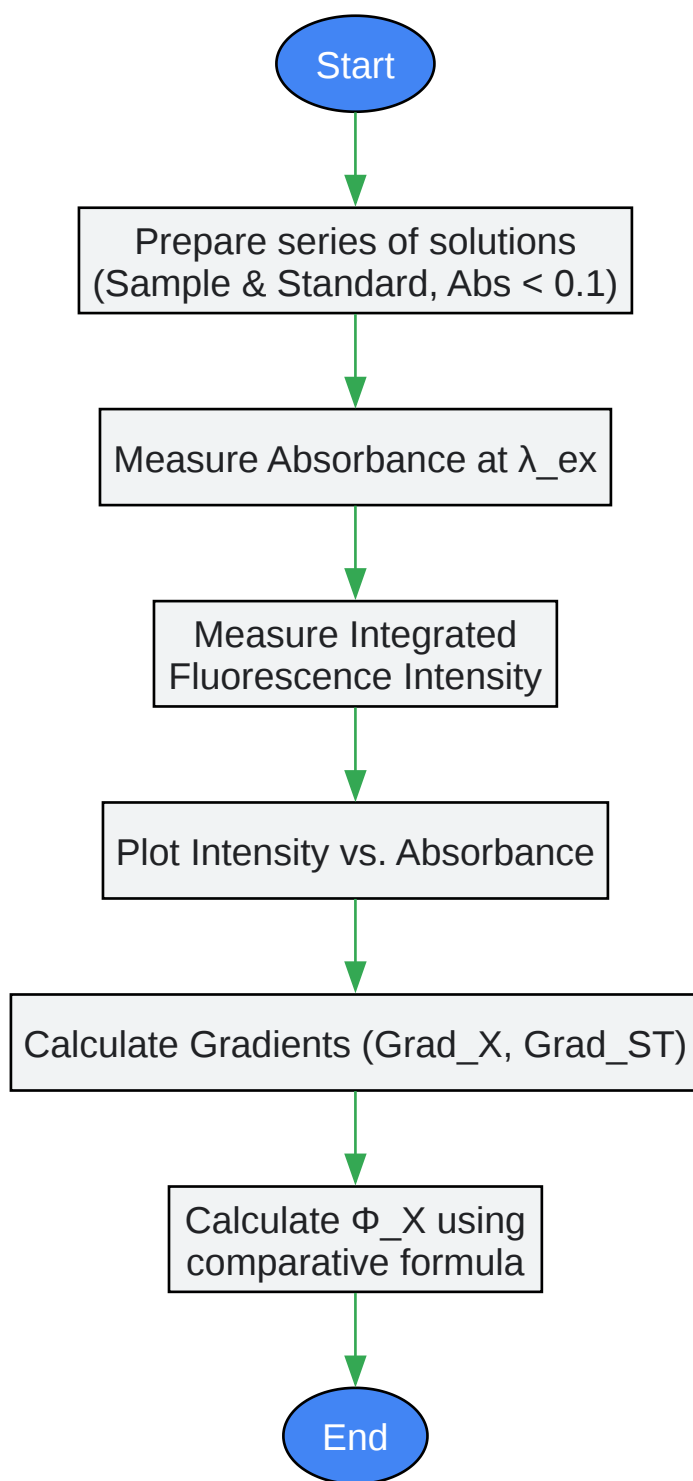 Start
Prepare series of solutions
(Sample & Standard, Abs < 0.1)
Measure Absorbance at λ_ex
Measure Integrated
Fluorescence Intensity
Plot Intensity vs. Absorbance
Calculate Gradients (Grad_X, Grad_ST)
Calculate Φ_X using
comparative formula
End